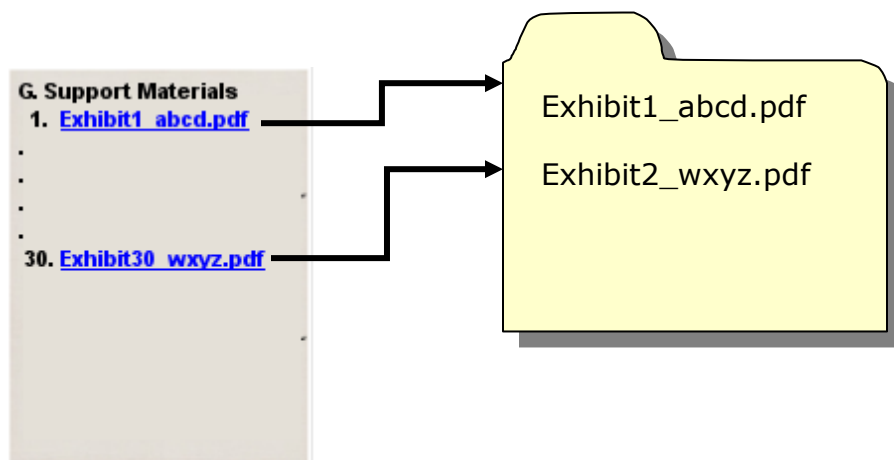 G. Support Materials
1. Exhibit1_abcd.pdf
.
.
.
.
30. Exhibit30_wxyz.pdf
Exhibit1_abcd.pdf
Exhibit2_wxyz.pdf